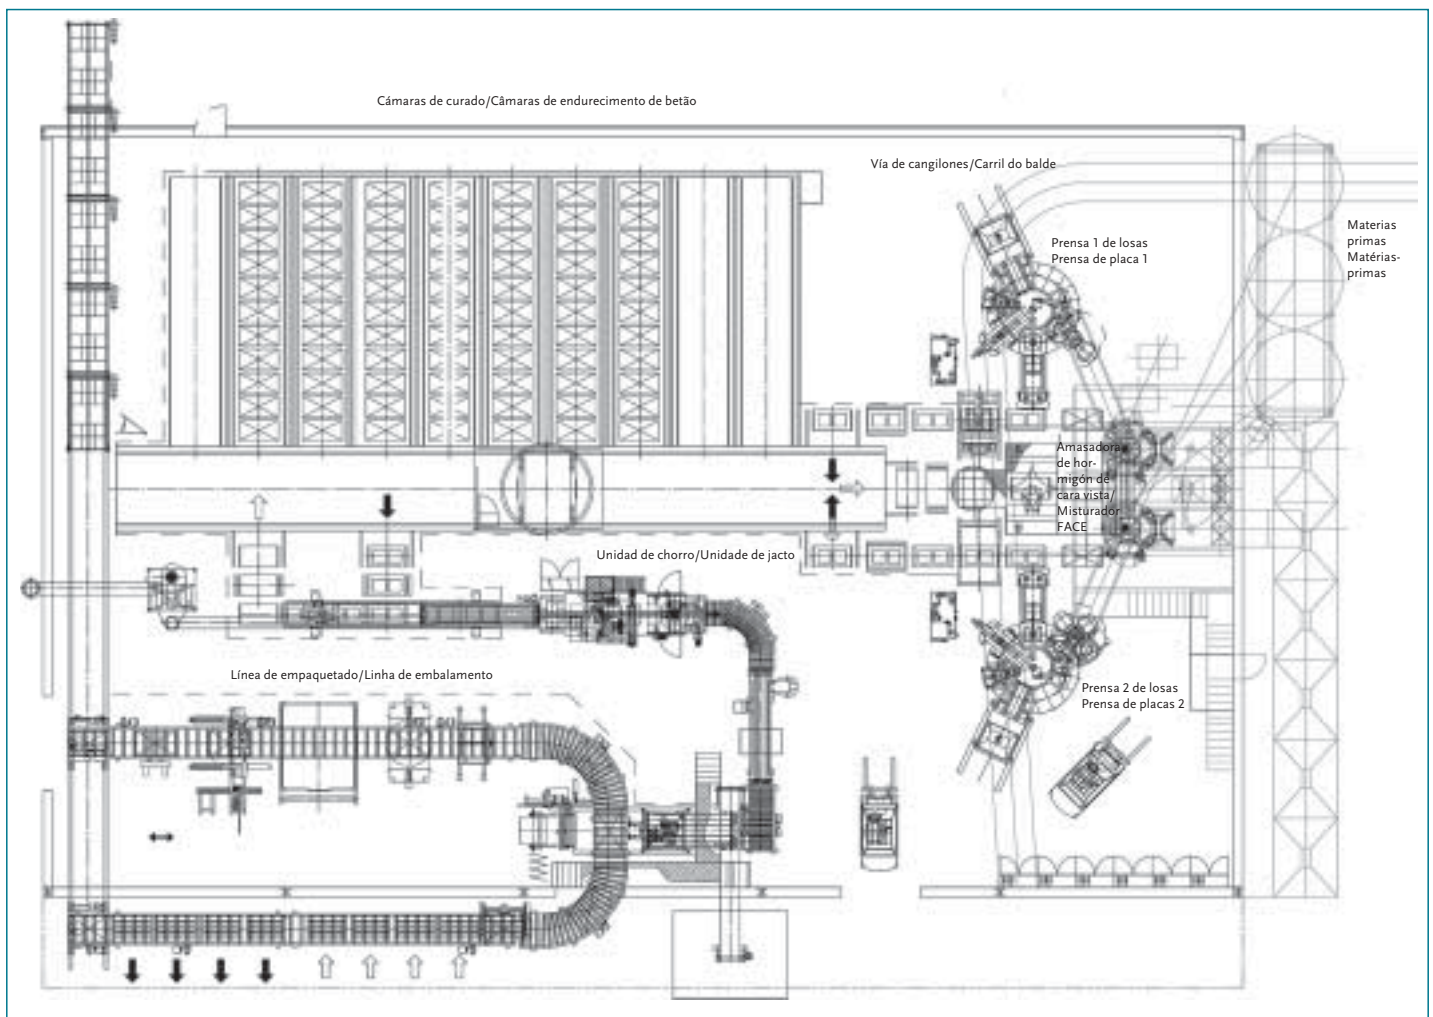 Cámaras de curado/Câmaras de endurecimento de betão
Vía de cangilones/Carril do balde
Materias
primas
Matérias-
primas
Prensa 1 de losas
Prensa de placa 1
Amasadora
de hor-
migón de
cara vista/
Misturador
FACE
Unidad de chorro/Unidade de jacto
Línea de empaquetado/Linha de embalamento
Prensa 2 de losas
Prensa de placas 2